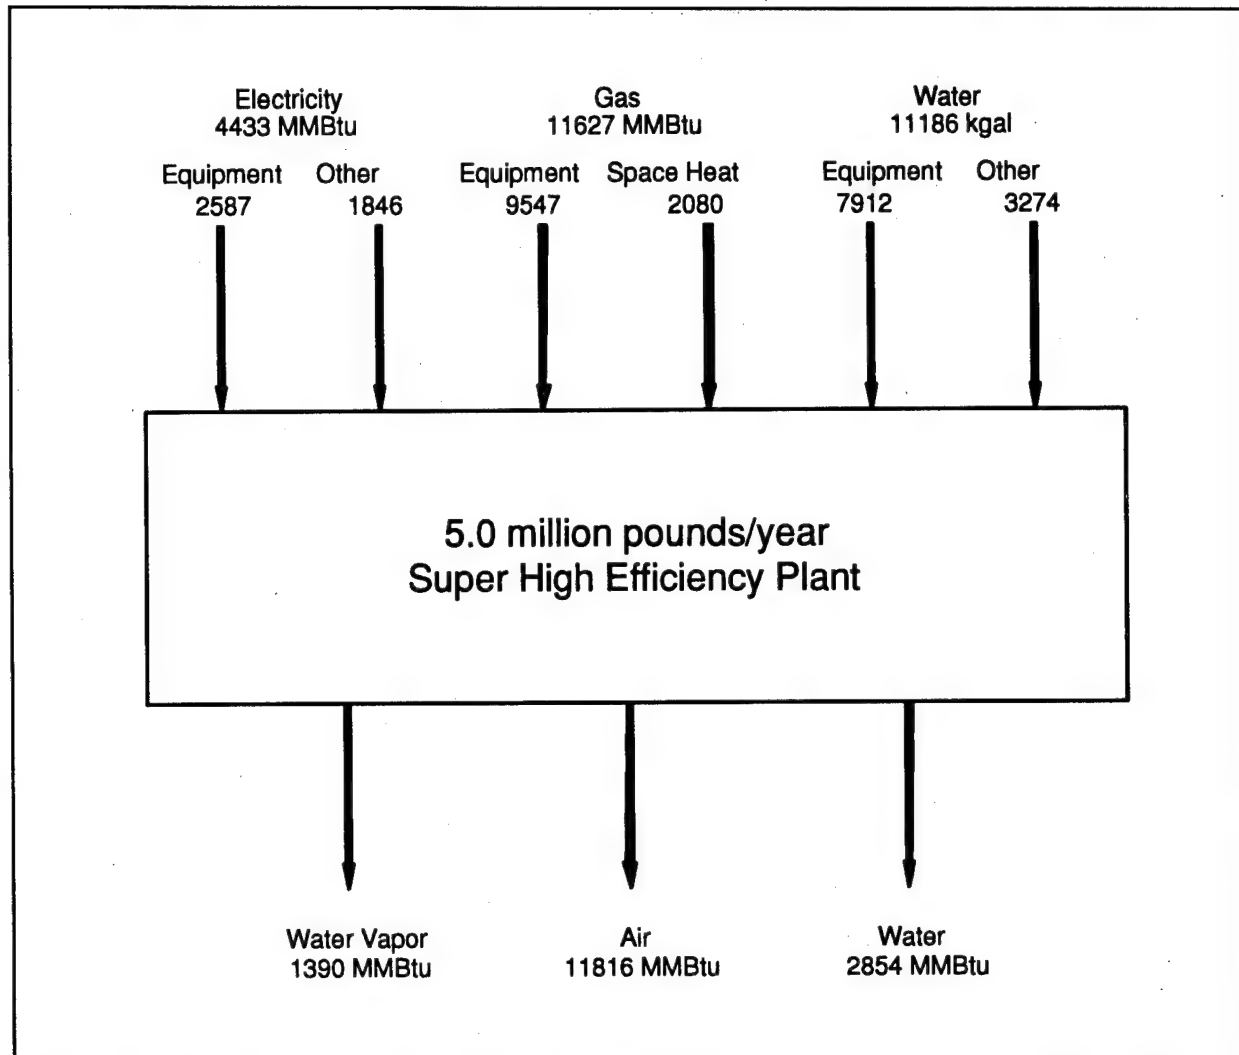 Electricity
4433 MMBtu
Gas
11627 MMBtu
Water
11186 kgal
Equipment
2587
Other
1846
Equipment
9547
Space Heat
2080
Equipment
7912
Other
3274
5.0 million pounds/year
Super High Efficiency Plant
Water Vapor
1390 MMBtu
Air
11816 MMBtu
Water
2854 MMBtu